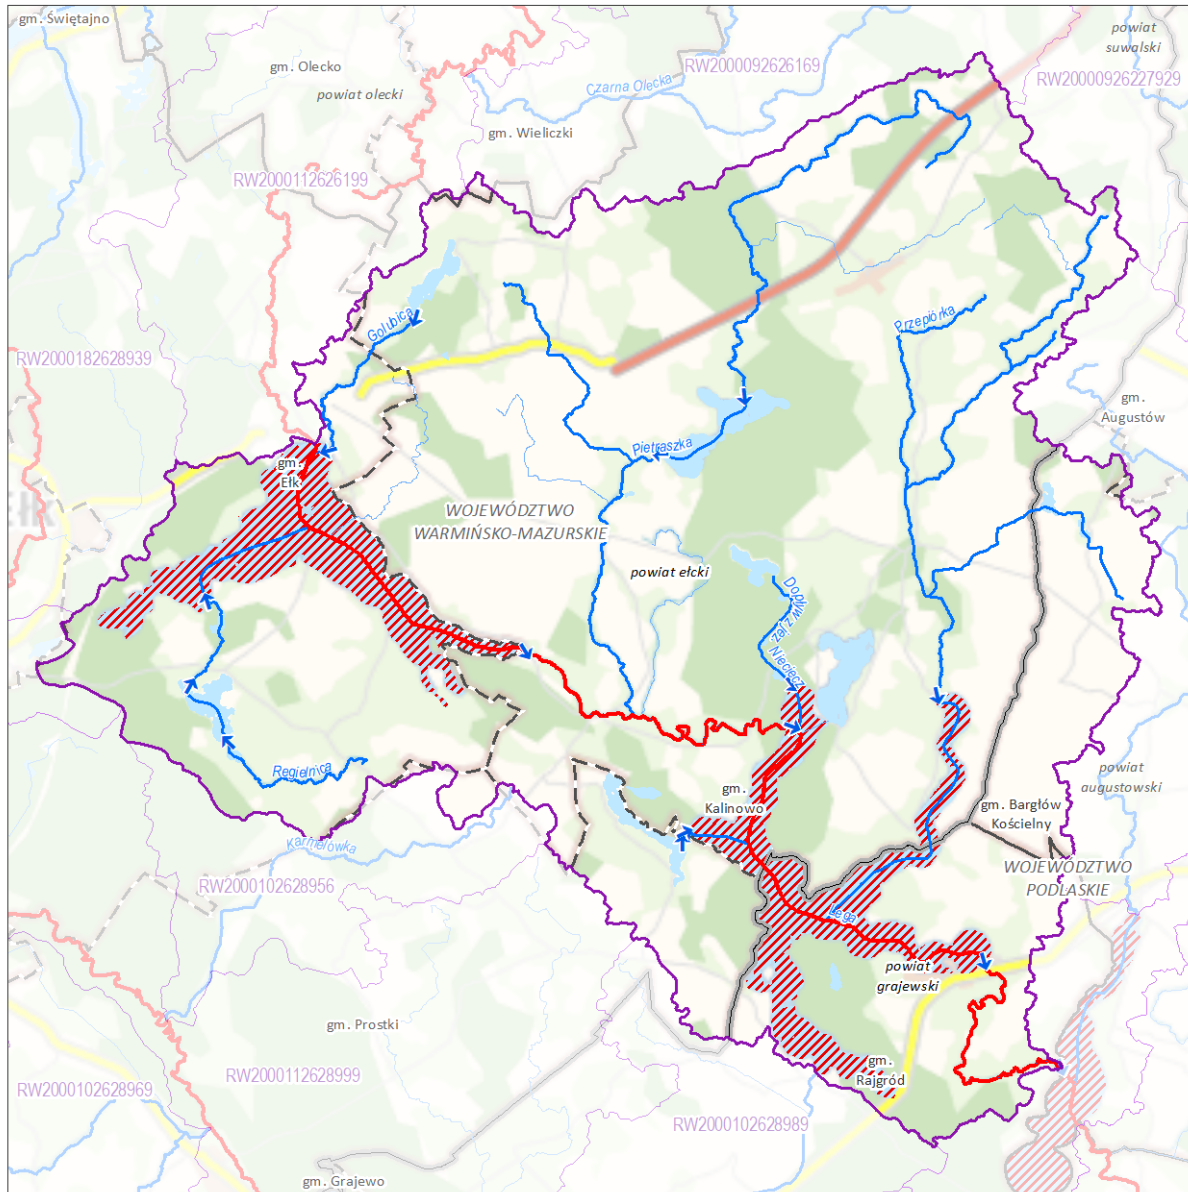 gm. Świętajno
powiat
suwalski
gm. Olecko
RW2000092626169
RW20000926227929
powiat olecki
Czarna Olecka
gm. Wieliczki
RW2000112626199
Gołubica
Przepiórka
RW2000182628939
gm.
Augustów
Pietraszka
gm.
Ełk
Ełk
WOJEWÓDZTWO
WARMIŃSKO-MAZURSKIE
powiat ełcki
Dopływ z jez.
Nieciecz
Regielnica
powiat
augustowski
gm.
Kalinowo
gm. Bargłów
Kościelny
Karmelówka
WOJEWÓDZTWO
PODLASKIE
RW2000102628956
Lega
powiat
grajewski
gm. Prostki
gm.
Rajgród
RW2000112628999
RW2000102628969
RW2000102628989
gm. Grajewo